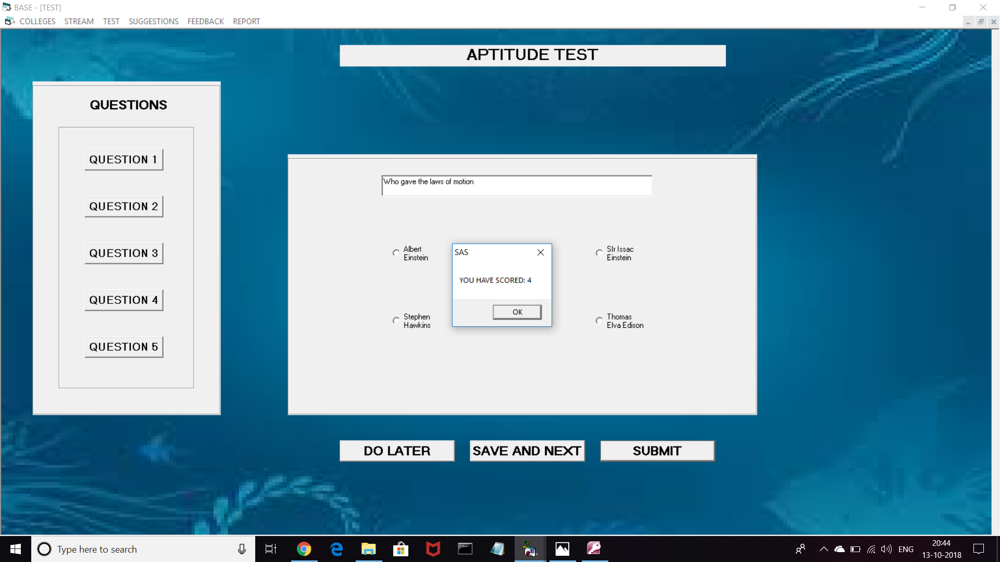 BASE - [TEST]
COLLEGES STREAM TEST SUGGESTIONS FEEDBACK REPORT
APTITUDE TEST
QUESTIONS
QUESTION 1
QUESTION 2
QUESTION 3
QUESTION 4
QUESTION 5
Who gave the laws of motion
Albert
Einstein
SIr Issac
Einstein
Stephen
Hawkins
Thomas
Elva Edison
SAS
YOU HAVE SCORED: 4
OK
DO LATER
SAVE AND NEXT
SUBMIT
Type here to search
ENG
20:44
13-10-2018